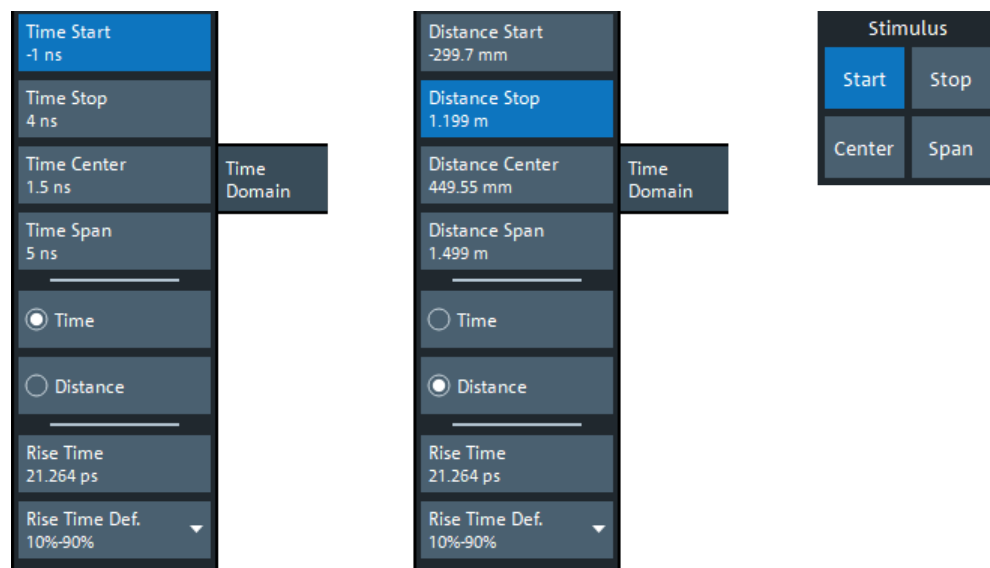 Time Start
-1 ns
Time Stop
4 ns
Time Center
1.5 ns
Time Span
5 ns
Time
Distance
Rise Time
21.264 ps
Rise Time Def.
10%-90%
Time
Domain
Distance Start
-299.7 mm
Distance Stop
1.199 m
Distance Center
449.55 mm
Distance Span
1.499 m
Time
Distance
Rise Time
21.264 ps
Rise Time Def.
10%-90%
Time
Domain
Stimulus
Start Stop
Center Span